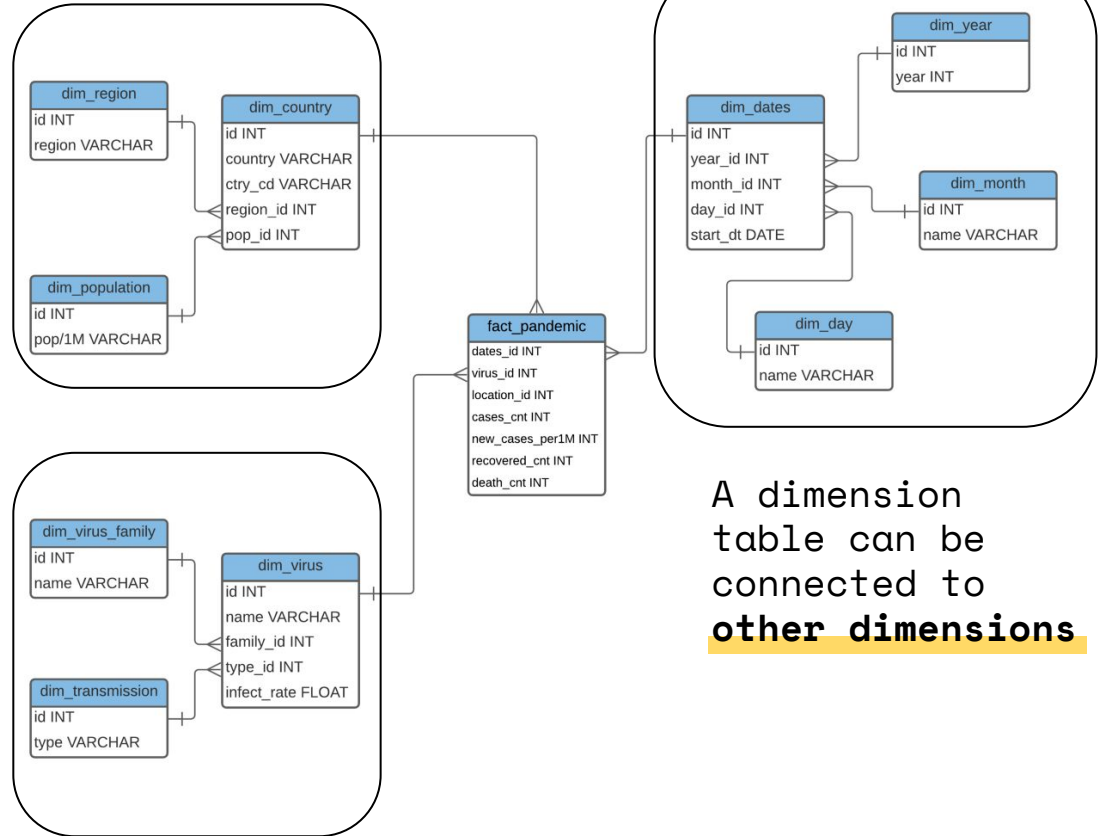 dim_region
id INT
region VARCHAR
dim_country
id INT
country VARCHAR
ctry_cd VARCHAR
region_id INT
pop_id INT
dim_population
id INT
pop/1M VARCHAR
dim_year
id INT
year INT
dim_dates
id INT
year_id INT
month_id INT
day_id INT
start_dt DATE
dim_month
id INT
name VARCHAR
dim_day
id INT
name VARCHAR
fact_pandemic
dates_id INT
virus_id INT
location_id INT
cases_cnt INT
new_cases_per1M INT
recovered_cnt INT
death_cnt INT
dim_virus_family
id INT
name VARCHAR
dim_virus
id INT
name VARCHAR
family_id INT
type_id INT
infect_rate FLOAT
dim_transmission
id INT
type VARCHAR
A dimension
table can be
connected to
other dimensions